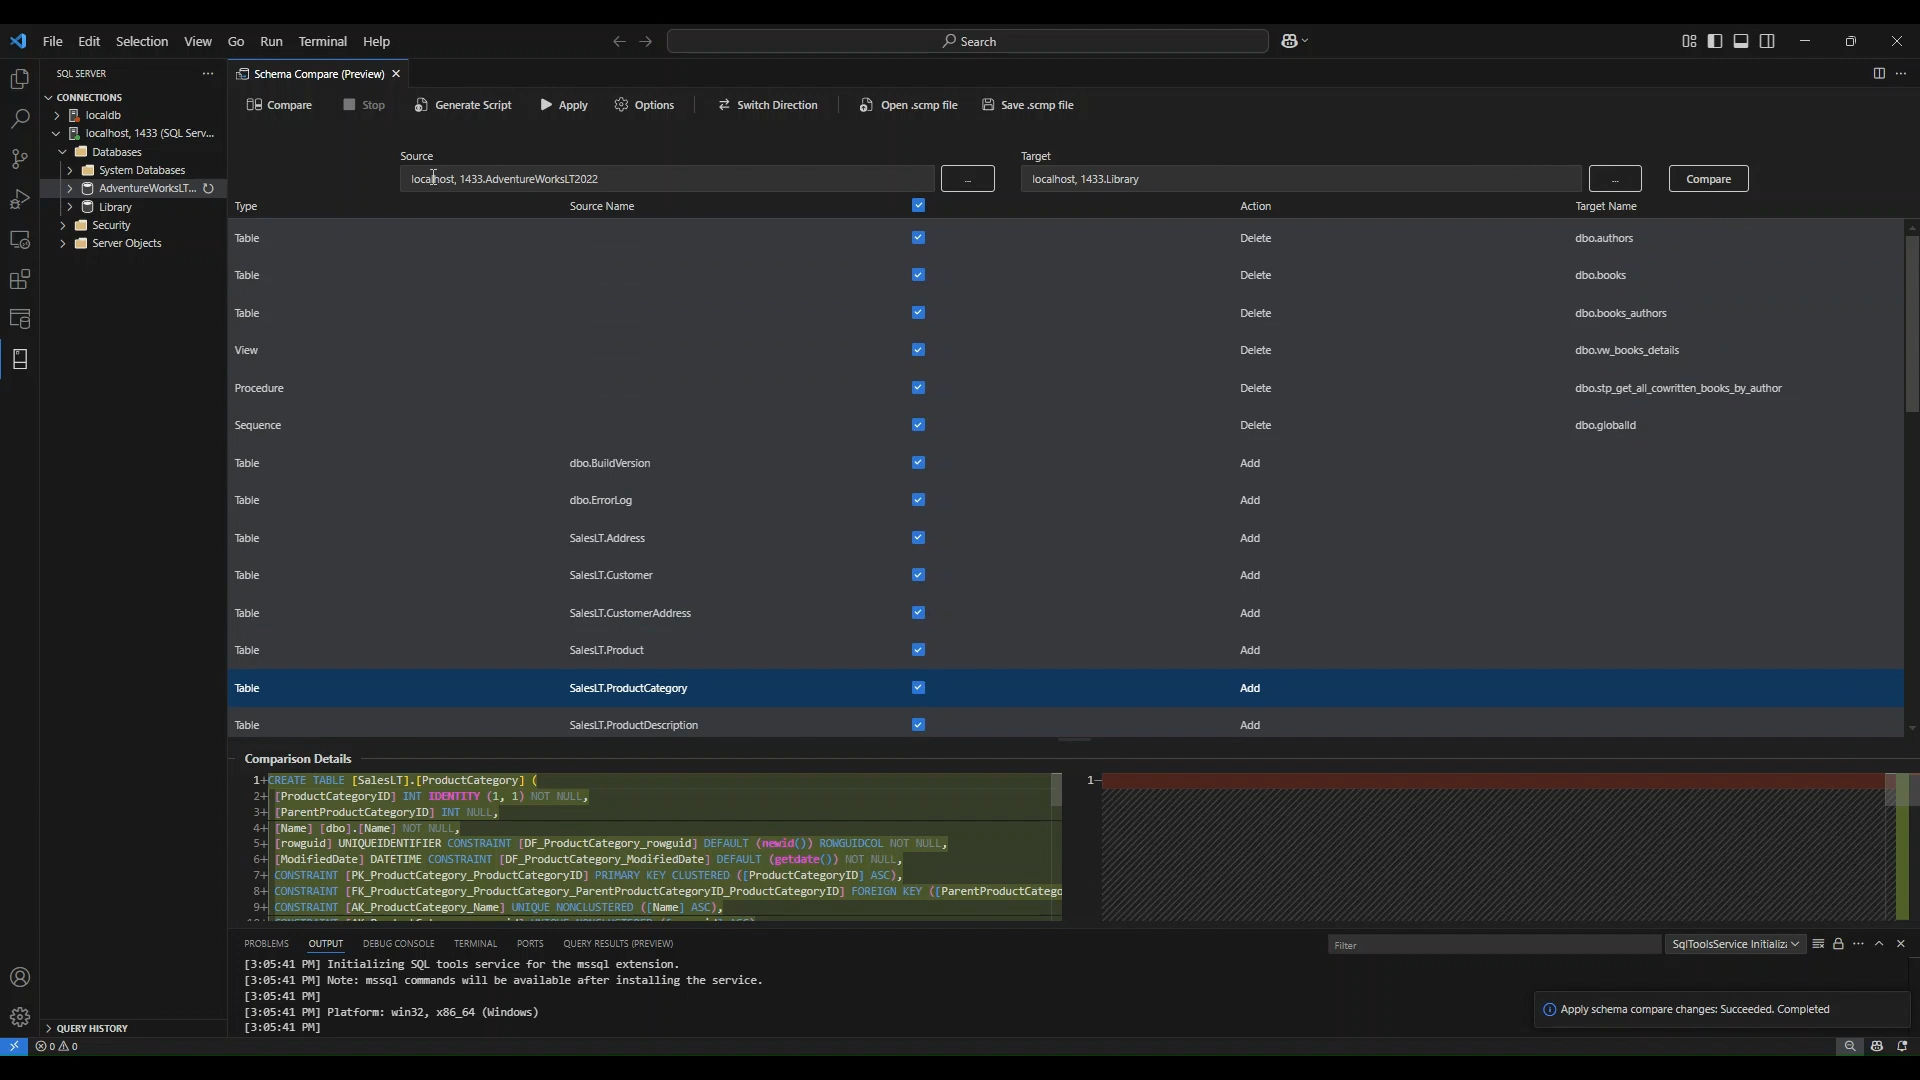 File Edit Selection View Go Run Terminal Help
Search
SQL SERVER
Schema Compare (Preview)
CONNECTIONS
localdb
localhost, 1433 (SQL Serv...
Databases
System Databases
AdventureWorksLT...
Library
Security
Server Objects
QUERY HISTORY
Compare Stop Generate Script Apply Options Switch Direction Open .scmp file Save .scmp file
Source Target
localhost, 1433.AdventureWorksLT2022 ... localhost, 1433.Library ... Compare
Type Source Name Action Target Name
Table Delete dbo.authors
Table Delete dbo.books
Table Delete dbo.books_authors
View Delete dbo.vw_books_details
Procedure Delete dbo.stp_get_all_cowritten_books_by_author
Sequence Delete dbo.globalId
Table dbo.BuildVersion Add
Table dbo.ErrorLog Add
Table SalesLT.Address Add
Table SalesLT.Customer Add
Table SalesLT.CustomerAddress Add
Table SalesLT.Product Add
Table SalesLT.ProductCategory Add
Table SalesLT.ProductDescription Add
Comparison Details
1+CREATE TABLE [SalesLT].[ProductCategory] ( 1-
2+ [ProductCategoryID] INT IDENTITY (1, 1) NOT NULL,
3+ [ParentProductCategoryID] INT NULL,
4+ [Name] [dbo].[Name] NOT NULL,
5+ [rowguid] UNIQUEIDENTIFIER CONSTRAINT [DF_ProductCategory_rowguid] DEFAULT (newid()) ROWGUIDCOL NOT NULL,
6+ [ModifiedDate] DATETIME CONSTRAINT [DF_ProductCategory_ModifiedDate] DEFAULT (getdate()) NOT NULL,
7+ CONSTRAINT [PK_ProductCategory_ProductCategoryID] PRIMARY KEY CLUSTERED ([ProductCategoryID] ASC),
8+ CONSTRAINT [FK_ProductCategory_ProductCategory_ParentProductCategoryID_ProductCategoryID] FOREIGN KEY ([ParentProductCatego
9+ CONSTRAINT [AK_ProductCategory_Name] UNIQUE NONCLUSTERED ([Name] ASC),
PROBLEMS OUTPUT DEBUG CONSOLE TERMINAL PORTS QUERY RESULTS (PREVIEW) Filter SqlToolsService Initializ
[3:05:41 PM] Initializing SQL tools service for the mssql extension.
[3:05:41 PM] Note: mssql commands will be available after installing the service.
[3:05:41 PM]
[3:05:41 PM] Platform: win32, x86_64 (Windows)
[3:05:41 PM]
Apply schema compare changes: Succeeded. Completed
0 0